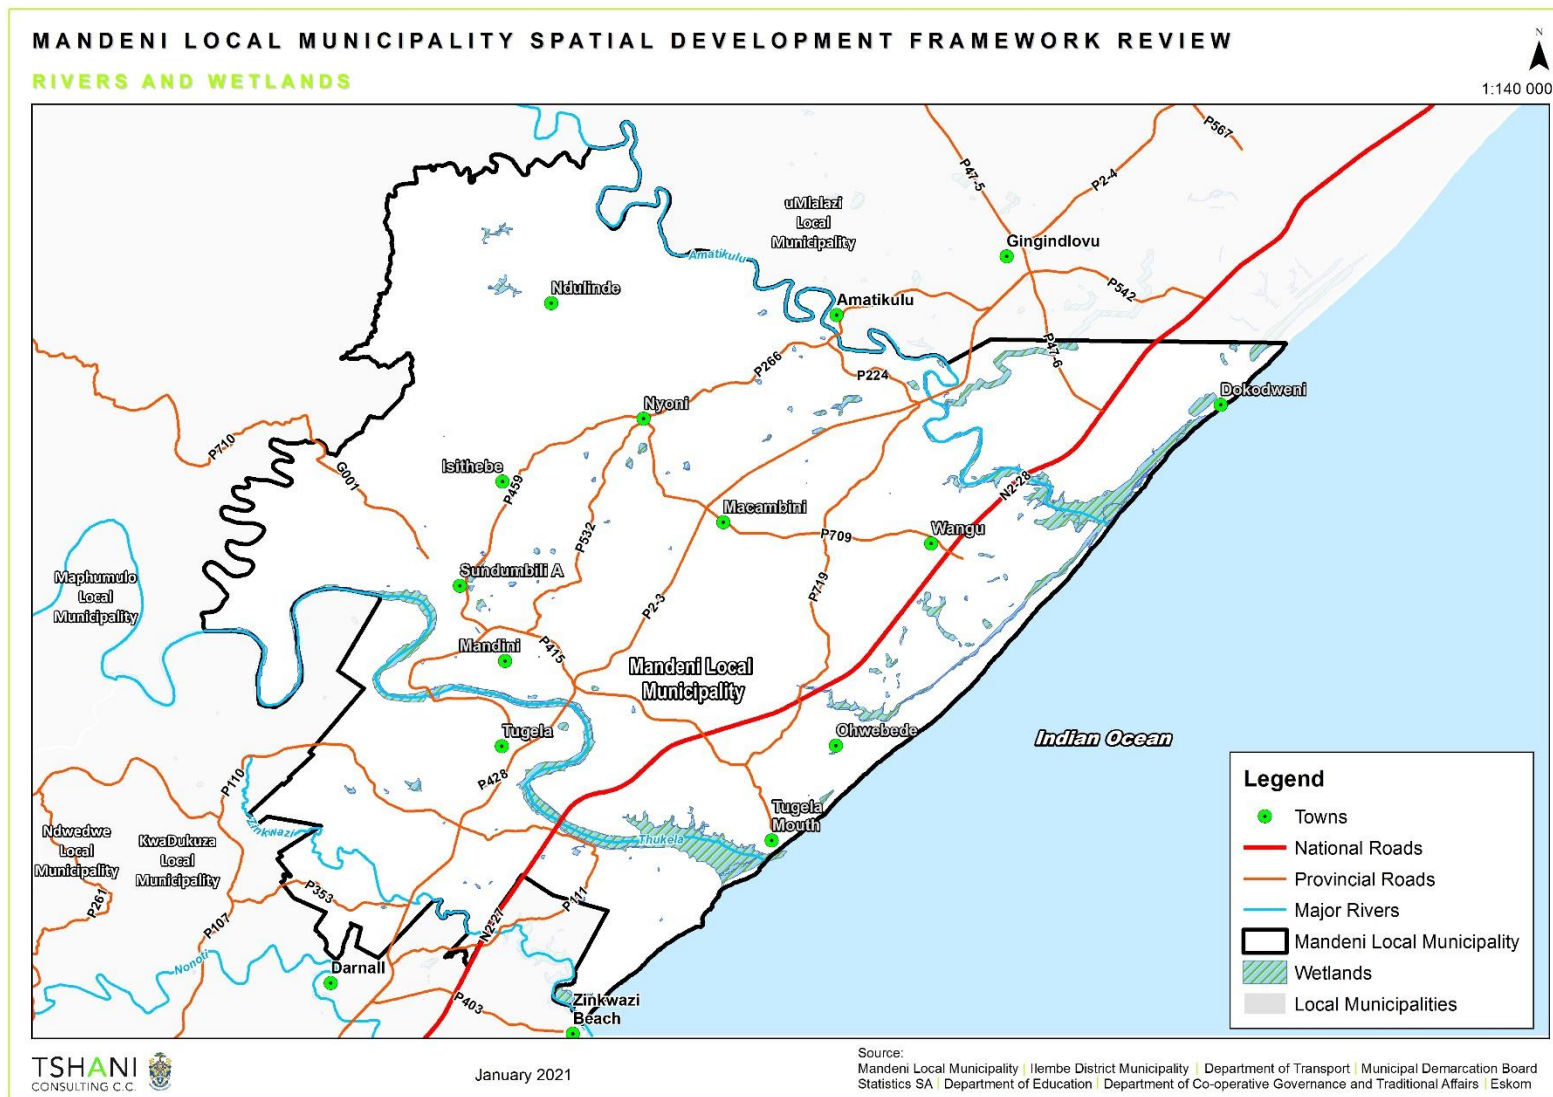 MANDENI LOCAL MUNICIPALITY SPATIAL DEVELOPMENT FRAMEWORK REVIEW
RIVERS AND WETLANDS
N
1:140 000
P567
P47-5
P2-4
uMlalazi
Local
Municipality
Gingindlovu
Amatikulu
Ndulinde
P542
Amatikulu
P47-6
P266
P224
Dokodweni
Nyoni
P710
G001
Isithebe
P459
N2-28
Macambini
P532
P709
Wangu
Maphumulo
Local
Municipality
Sundumbili A
P719
P2-3
Mandini
P415
Mandeni Local
Municipality
Tugela
Ohwebede
Indian Ocean
P110
P428
Tugela
Mouth
Zinkwazi
Thukela
Ndwedwe
Local
Municipality
KwaDukuza
Local
Municipality
P261
P353
P111
P107
N2-27
Nonoti
Darnall
P403
Zinkwazi
Beach
Legend
Towns
National Roads
Provincial Roads
Major Rivers
Mandeni Local Municipality
Wetlands
Local Municipalities
TSHANI
CONSULTING C.C.
January 2021
Source:
Mandeni Local Municipality | Ilembe District Municipality | Department of Transport | Municipal Demarcation Board
Statistics SA | Department of Education | Department of Co-operative Governance and Traditional Affairs | Eskom